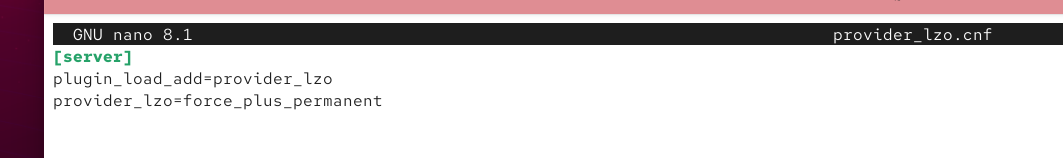 GNU nano 8.1 provider_lzo.cnf
[server]
plugin_load_add=provider_lzo
provider_lzo=force_plus_permanent